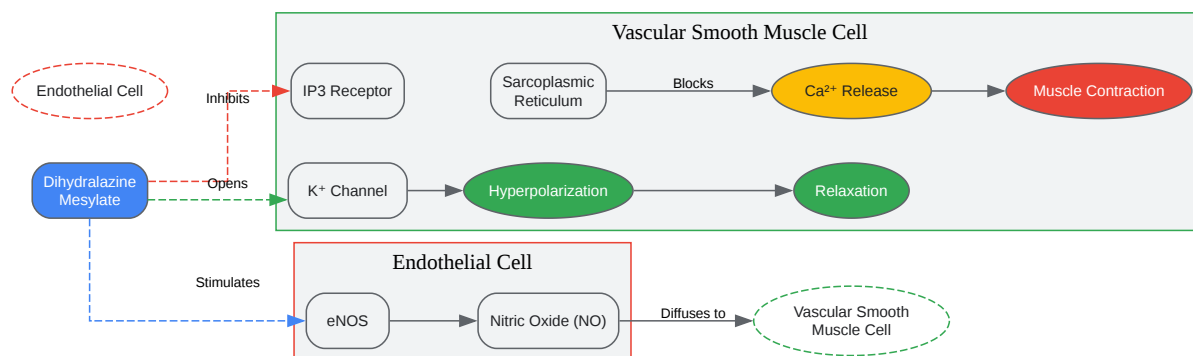 Vascular Smooth Muscle Cell
Endothelial Cell
Inhibits
IP3 Receptor
Sarcoplasmic
Reticulum
Blocks
Ca²⁺ Release
Muscle Contraction
Dihydralazine
Mesylate
Opens
K⁺ Channel
Hyperpolarization
Relaxation
Endothelial Cell
Stimulates
eNOS
Nitric Oxide (NO)
Diffuses to
Vascular Smooth
Muscle Cell